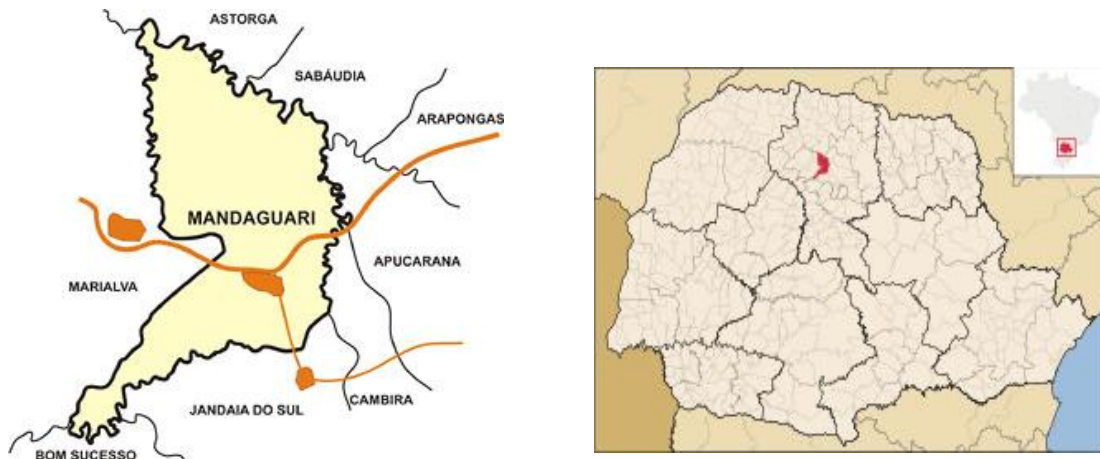 ASTORGA
SABÁUDIA
ARAPONGAS
MANDAGUARI
APUCARANA
MARIALVA
CAMBIRA
JANDAIA DO SUL
BOM SUCESSO